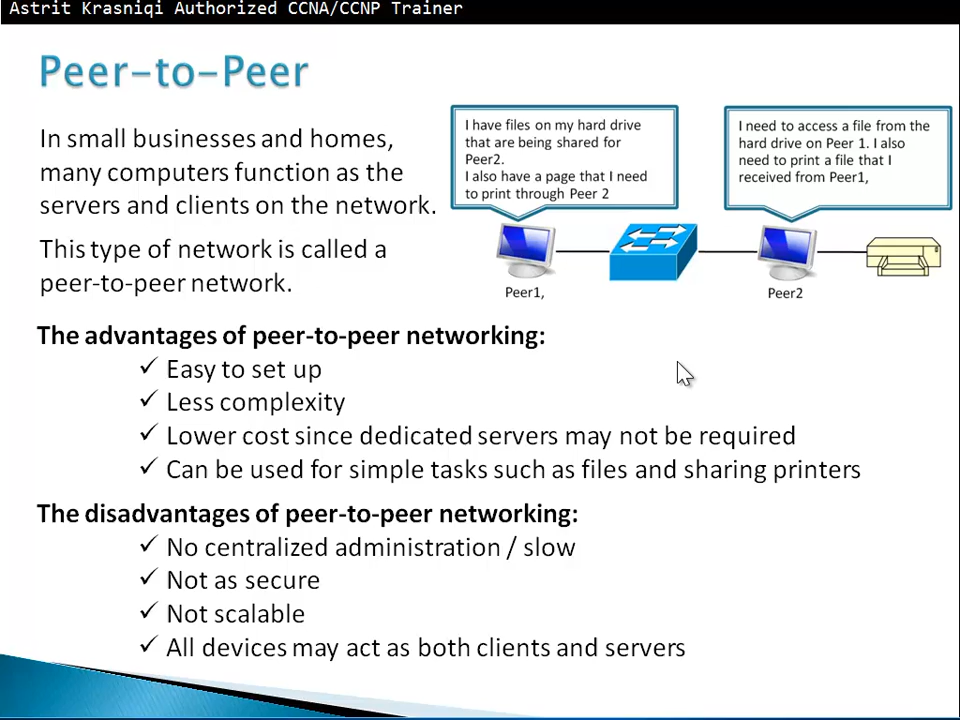 Astrit Krasniqi Authorized CCNA/CCNP Trainer
Peer-to-Peer
In small businesses and homes,
many computers function as the
servers and clients on the network.
This type of network is called a
peer-to-peer network.
I have files on my hard drive
that are being shared for
Peer2.
I also have a page that I need
to print through Peer 2
I need to access a file from the
hard drive on Peer 1. I also
need to print a file that I
received from Peer1,
Peer1,
Peer2
The advantages of peer-to-peer networking:
✓ Easy to set up
✓ Less complexity
✓ Lower cost since dedicated servers may not be required
✓ Can be used for simple tasks such as files and sharing printers
The disadvantages of peer-to-peer networking:
✓ No centralized administration / slow
✓ Not as secure
✓ Not scalable
✓ All devices may act as both clients and servers